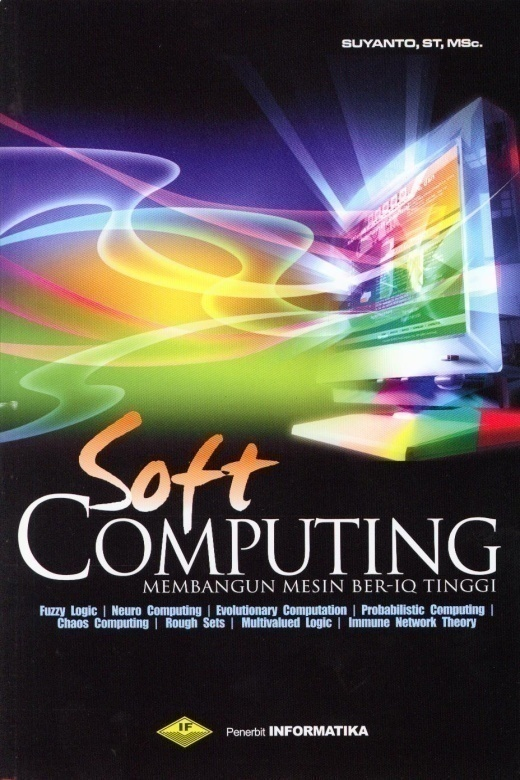 SUYANTO, ST, MSc.
Soft
COMPUTING
MEMBANGUN MESIN BER-IQ TINGGI
Fuzzy Logic | Neuro Computing | Evolutionary Computation | Probabilistic Computing |
Chaos Computing | Rough Sets | Multivalued Logic | Immune Network Theory
IF
Penerbit INFORMATIKA